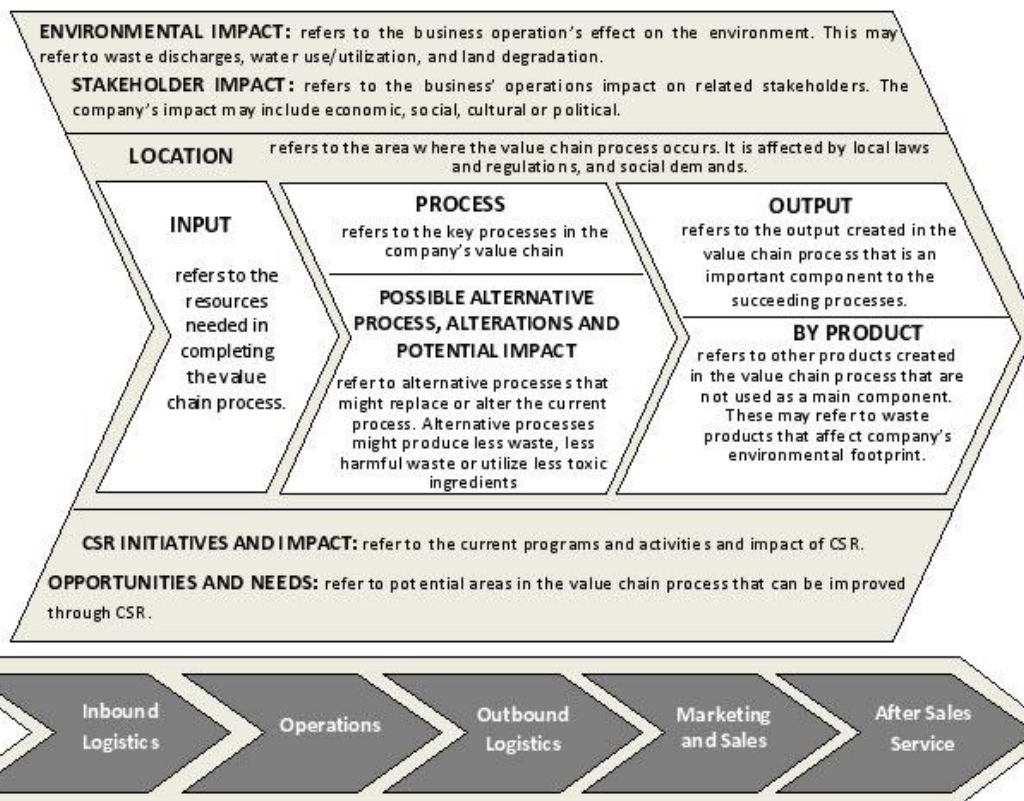 ENVIRONMENTAL IMPACT: refers to the business operation's effect on the environment. This may
refer to waste discharges, water use/utilization, and land degradation.
STAKEHOLDER IMPACT: refers to the business' operations impact on related stakeholders. The
company's impact may include economic, social, cultural or political.
LOCATION
refers to the area where the value chain process occurs. It is affected by local laws
and regulations, and social demands.
INPUT
refers to the
resources
needed in
completing
the value
chain process.
PROCESS
refers to the key processes in the
company's value chain
POSSIBLE ALTERNATIVE
PROCESS, ALTERATIONS AND
POTENTIAL IMPACT
refer to alternative processes that
might replace or alter the current
process. Alternative processes
might produce less waste, less
harmful waste or utilize less toxic
ingredients
OUTPUT
refers to the output created in the
value chain process that is an
important component to the
succeeding processes.
BY PRODUCT
refers to other products created
in the value chain process that are
not used as a main component.
These may refer to waste
products that affect company's
environmental footprint.
CSR INITIATIVES AND IMPACT: refer to the current programs and activities and impact of CSR.
OPPORTUNITIES AND NEEDS: refer to potential areas in the value chain process that can be improved
through CSR.
Inbound
Logistics
Operations
Outbound
Logistics
Marketing
and Sales
After Sales
Service